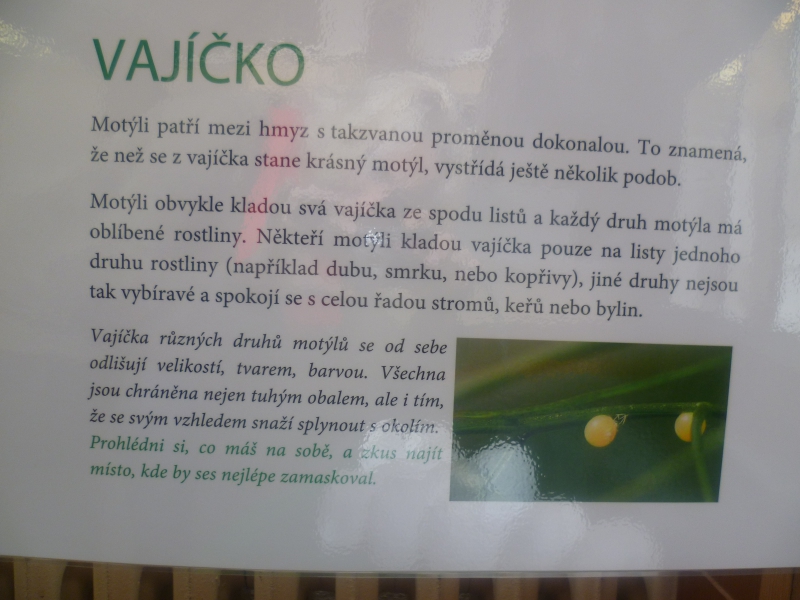 VAJÍČKO
Motýli patří mezi hmyz s takzvanou proměnou dokonalou. To znamená,
že než se z vajíčka stane krásný motýl, vystřídá ještě několik podob.
Motýli obvykle kladou svá vajíčka ze spodu listů a každý druh motýla má
oblíbené rostliny. Někteří motýli kladou vajíčka pouze na listy jednoho
druhu rostliny (například dubu, smrku, nebo kopřivy), jiné druhy nejsou
tak vybíravé a spokojí se s celou řadou stromů, keřů nebo bylin.
Vajíčka různých druhů motýlů se od sebe
odlišují velikostí, tvarem, barvou. Všechna
jsou chráněna nejen tuhým obalem, ale i tím,
že se svým vzhledem snaží splynout s okolím.
Prohlédni si, co máš na sobě, a zkus najít
místo, kde by ses nejlépe zamaskoval.